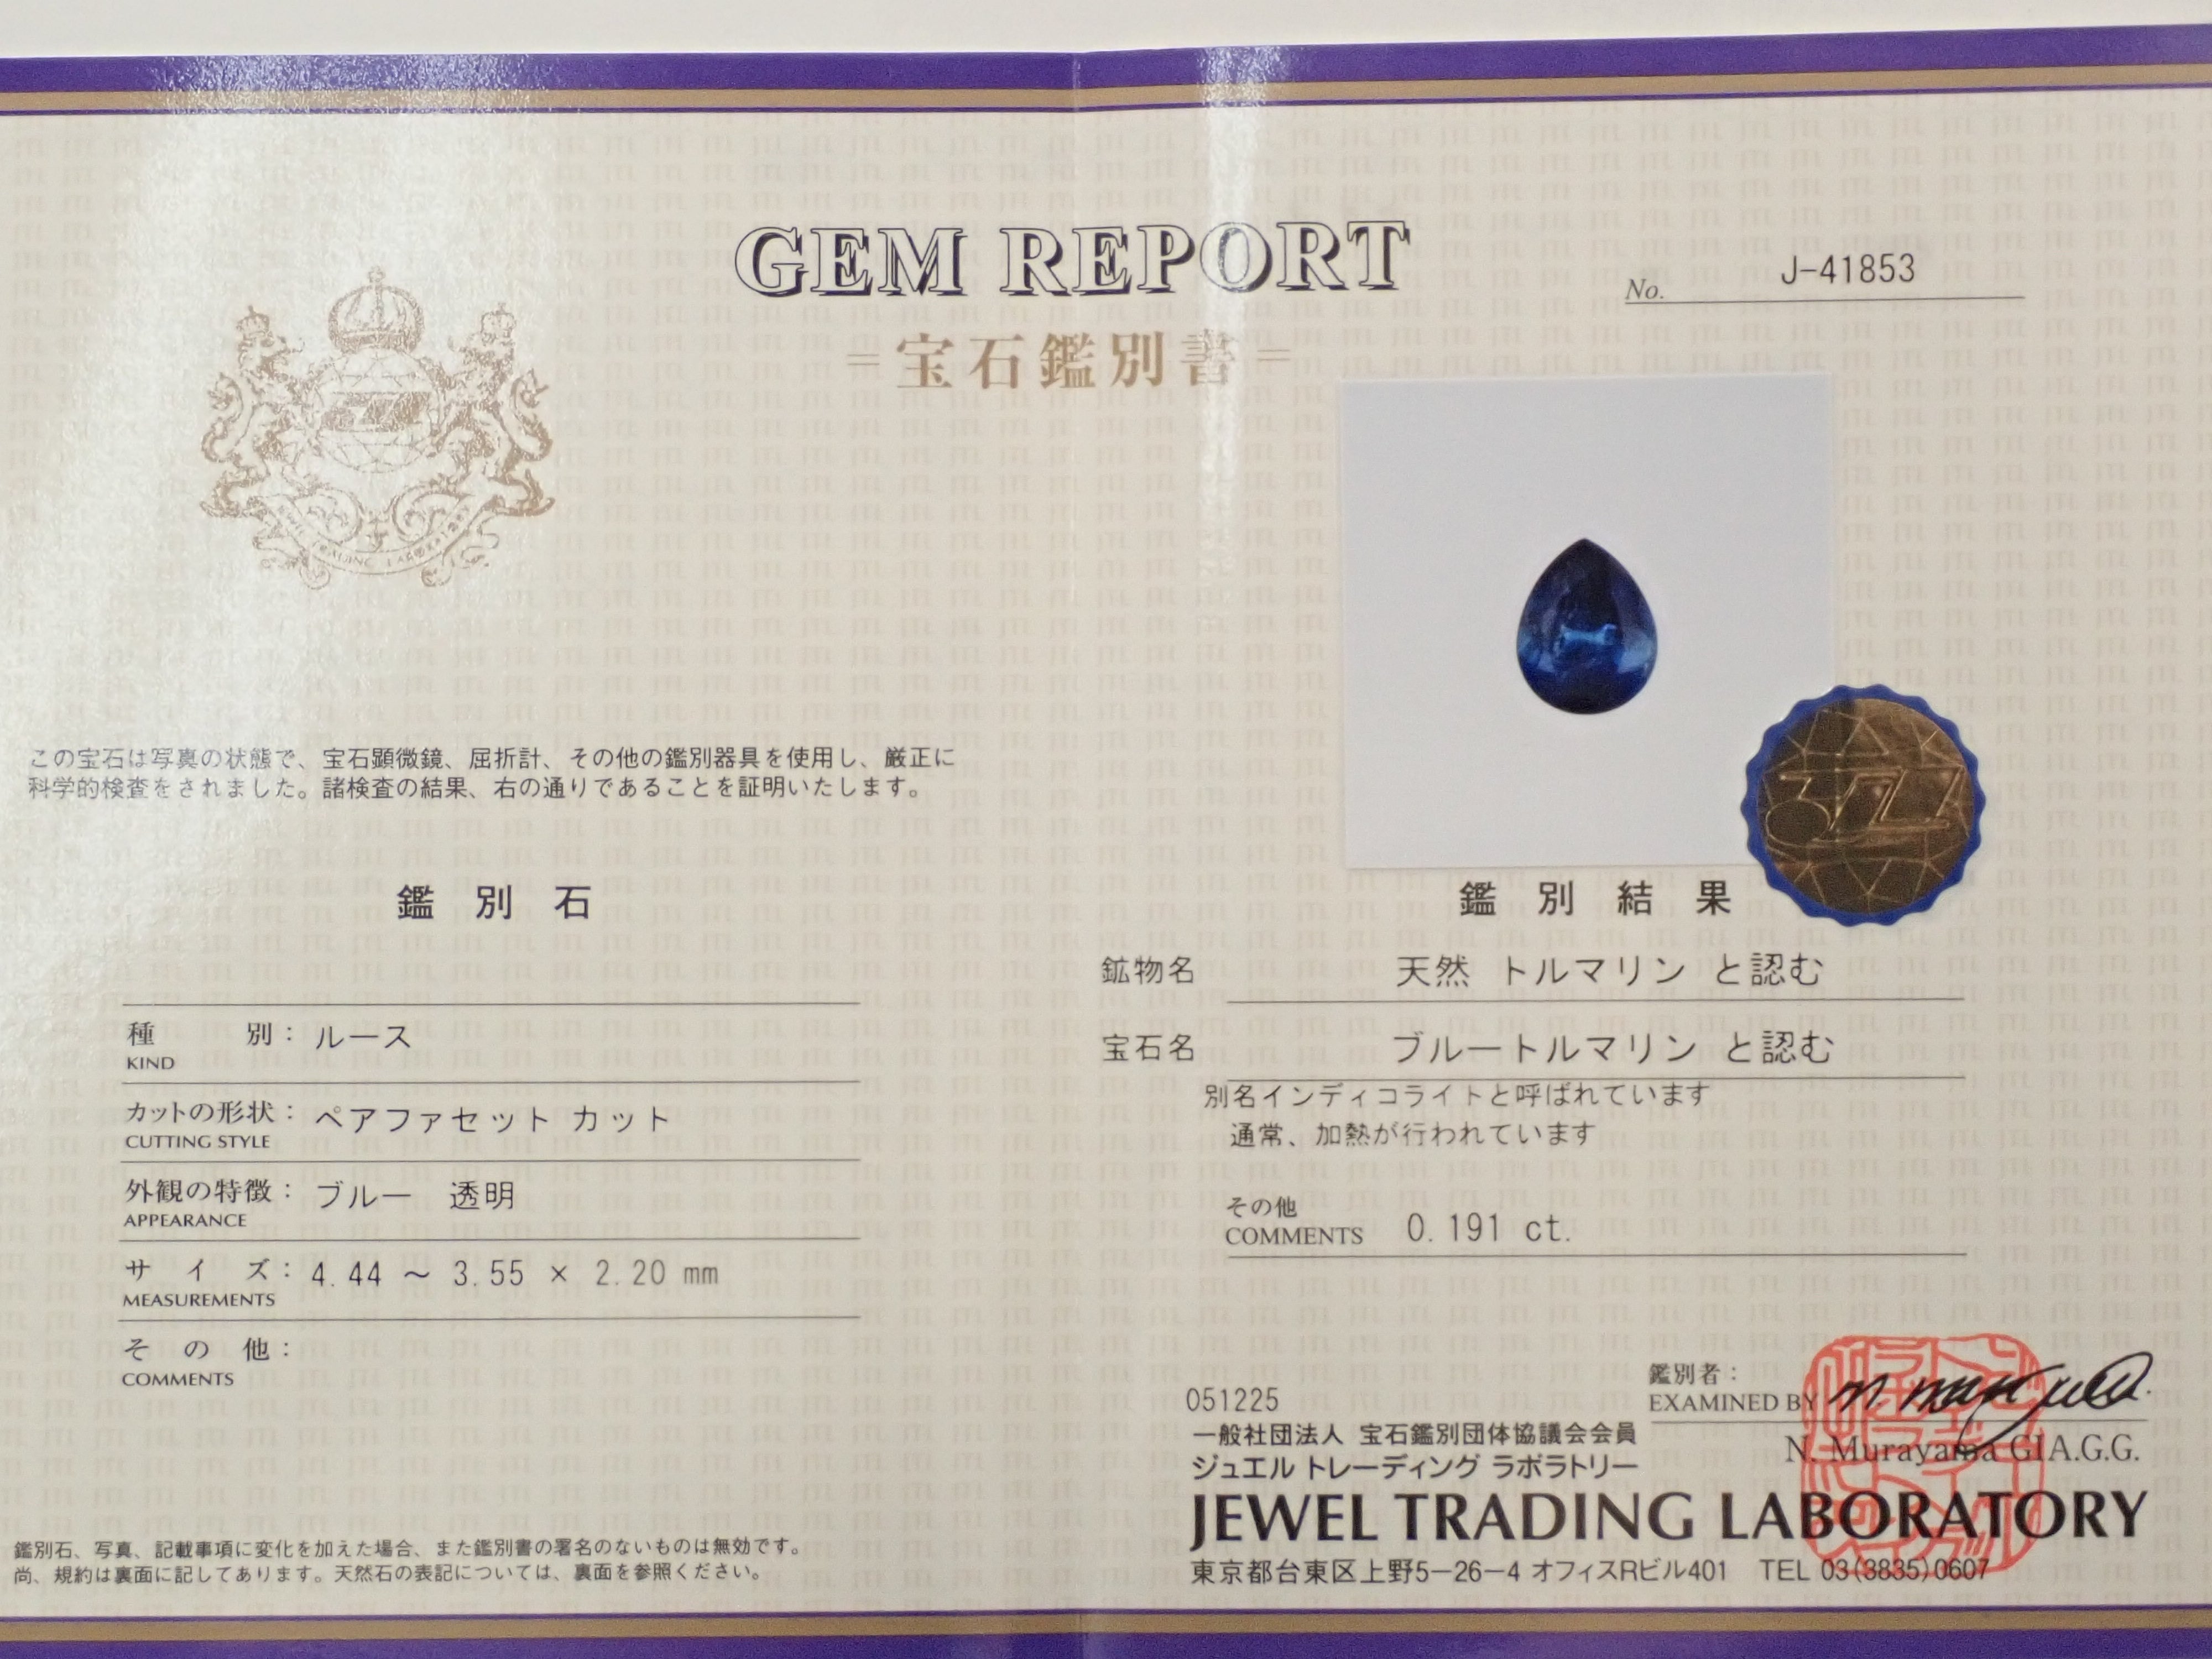 GEM REPORT
=宝石鑑別書=
No. J-41853
この宝石は写真の状態で、宝石顕微鏡、屈折計、その他の鑑別器具を使用し、厳正に
科学的検査をされました。諸検査の結果、右の通りであることを証明いたします。
鑑別石
種別: ルース
KIND
カットの形状: ペアファセット カット
CUTTING STYLE
外観の特徴: ブルー 透明
APPEARANCE
サイズ: 4.44 ～ 3.55 × 2.20 mm
MEASUREMENTS
その他:
COMMENTS
鑑別石、写真、記載事項に変化を加えた場合、また鑑別書の署名のないものは無効です。
尚、規約は裏面に記してあります。天然石の表記については、裏面を参照ください。
鑑別結果
鉱物名 天然 トルマリン と認む
宝石名 ブルートルマリン と認む
別名インディコライトと呼ばれています
通常、加熱が行われています
その他
COMMENTS 0.191 ct.
鑑別者:
EXAMINED BY
N. Murayama GIA.G.G.
051225
一般社団法人 宝石鑑別団体協議会会員
ジュエル トレーディング ラボラトリー
JEWEL TRADING LABORATORY
東京都台東区上野5-26-4 オフィスRビル401 TEL 03(3835)0607